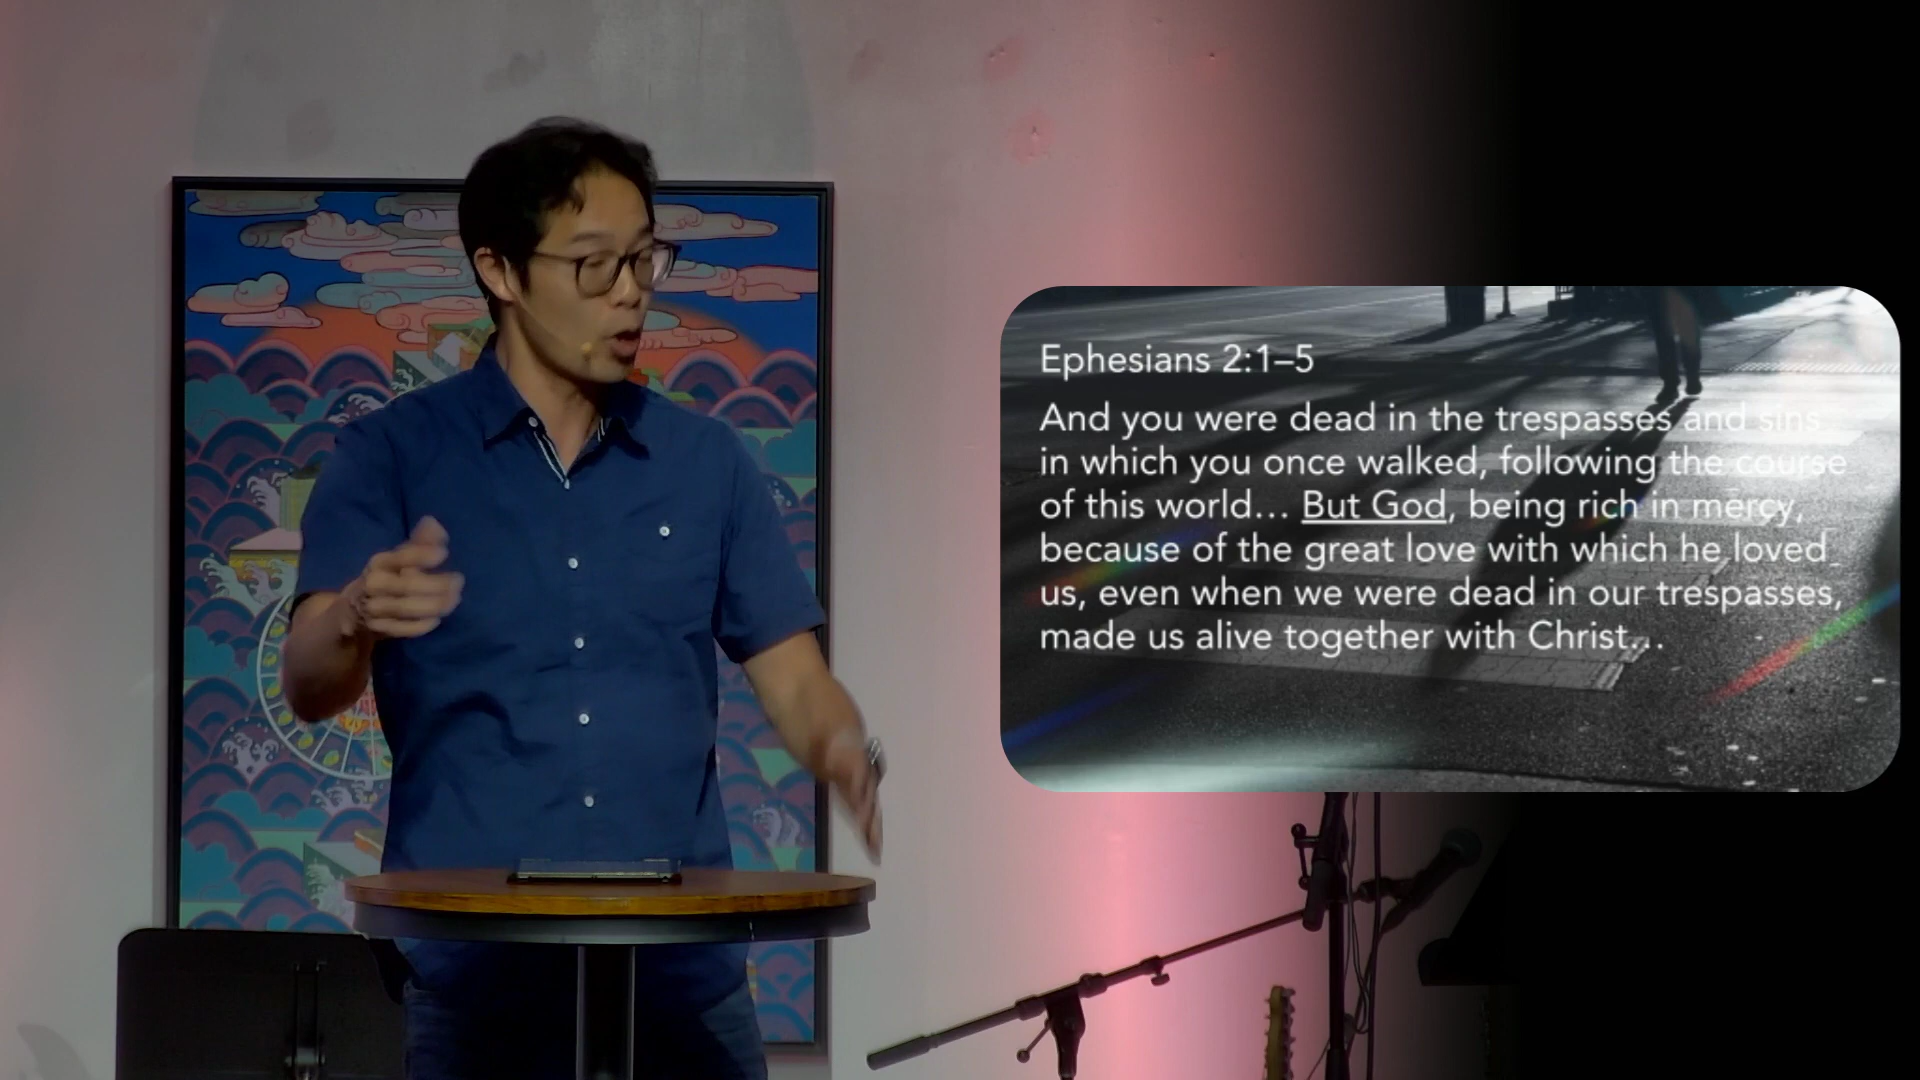 Ephesians 2:1–5
And you were dead in the trespasses and sins
in which you once walked, following the course
of this world… But God, being rich in mercy,
because of the great love with which he loved
us, even when we were dead in our trespasses,
made us alive together with Christ…